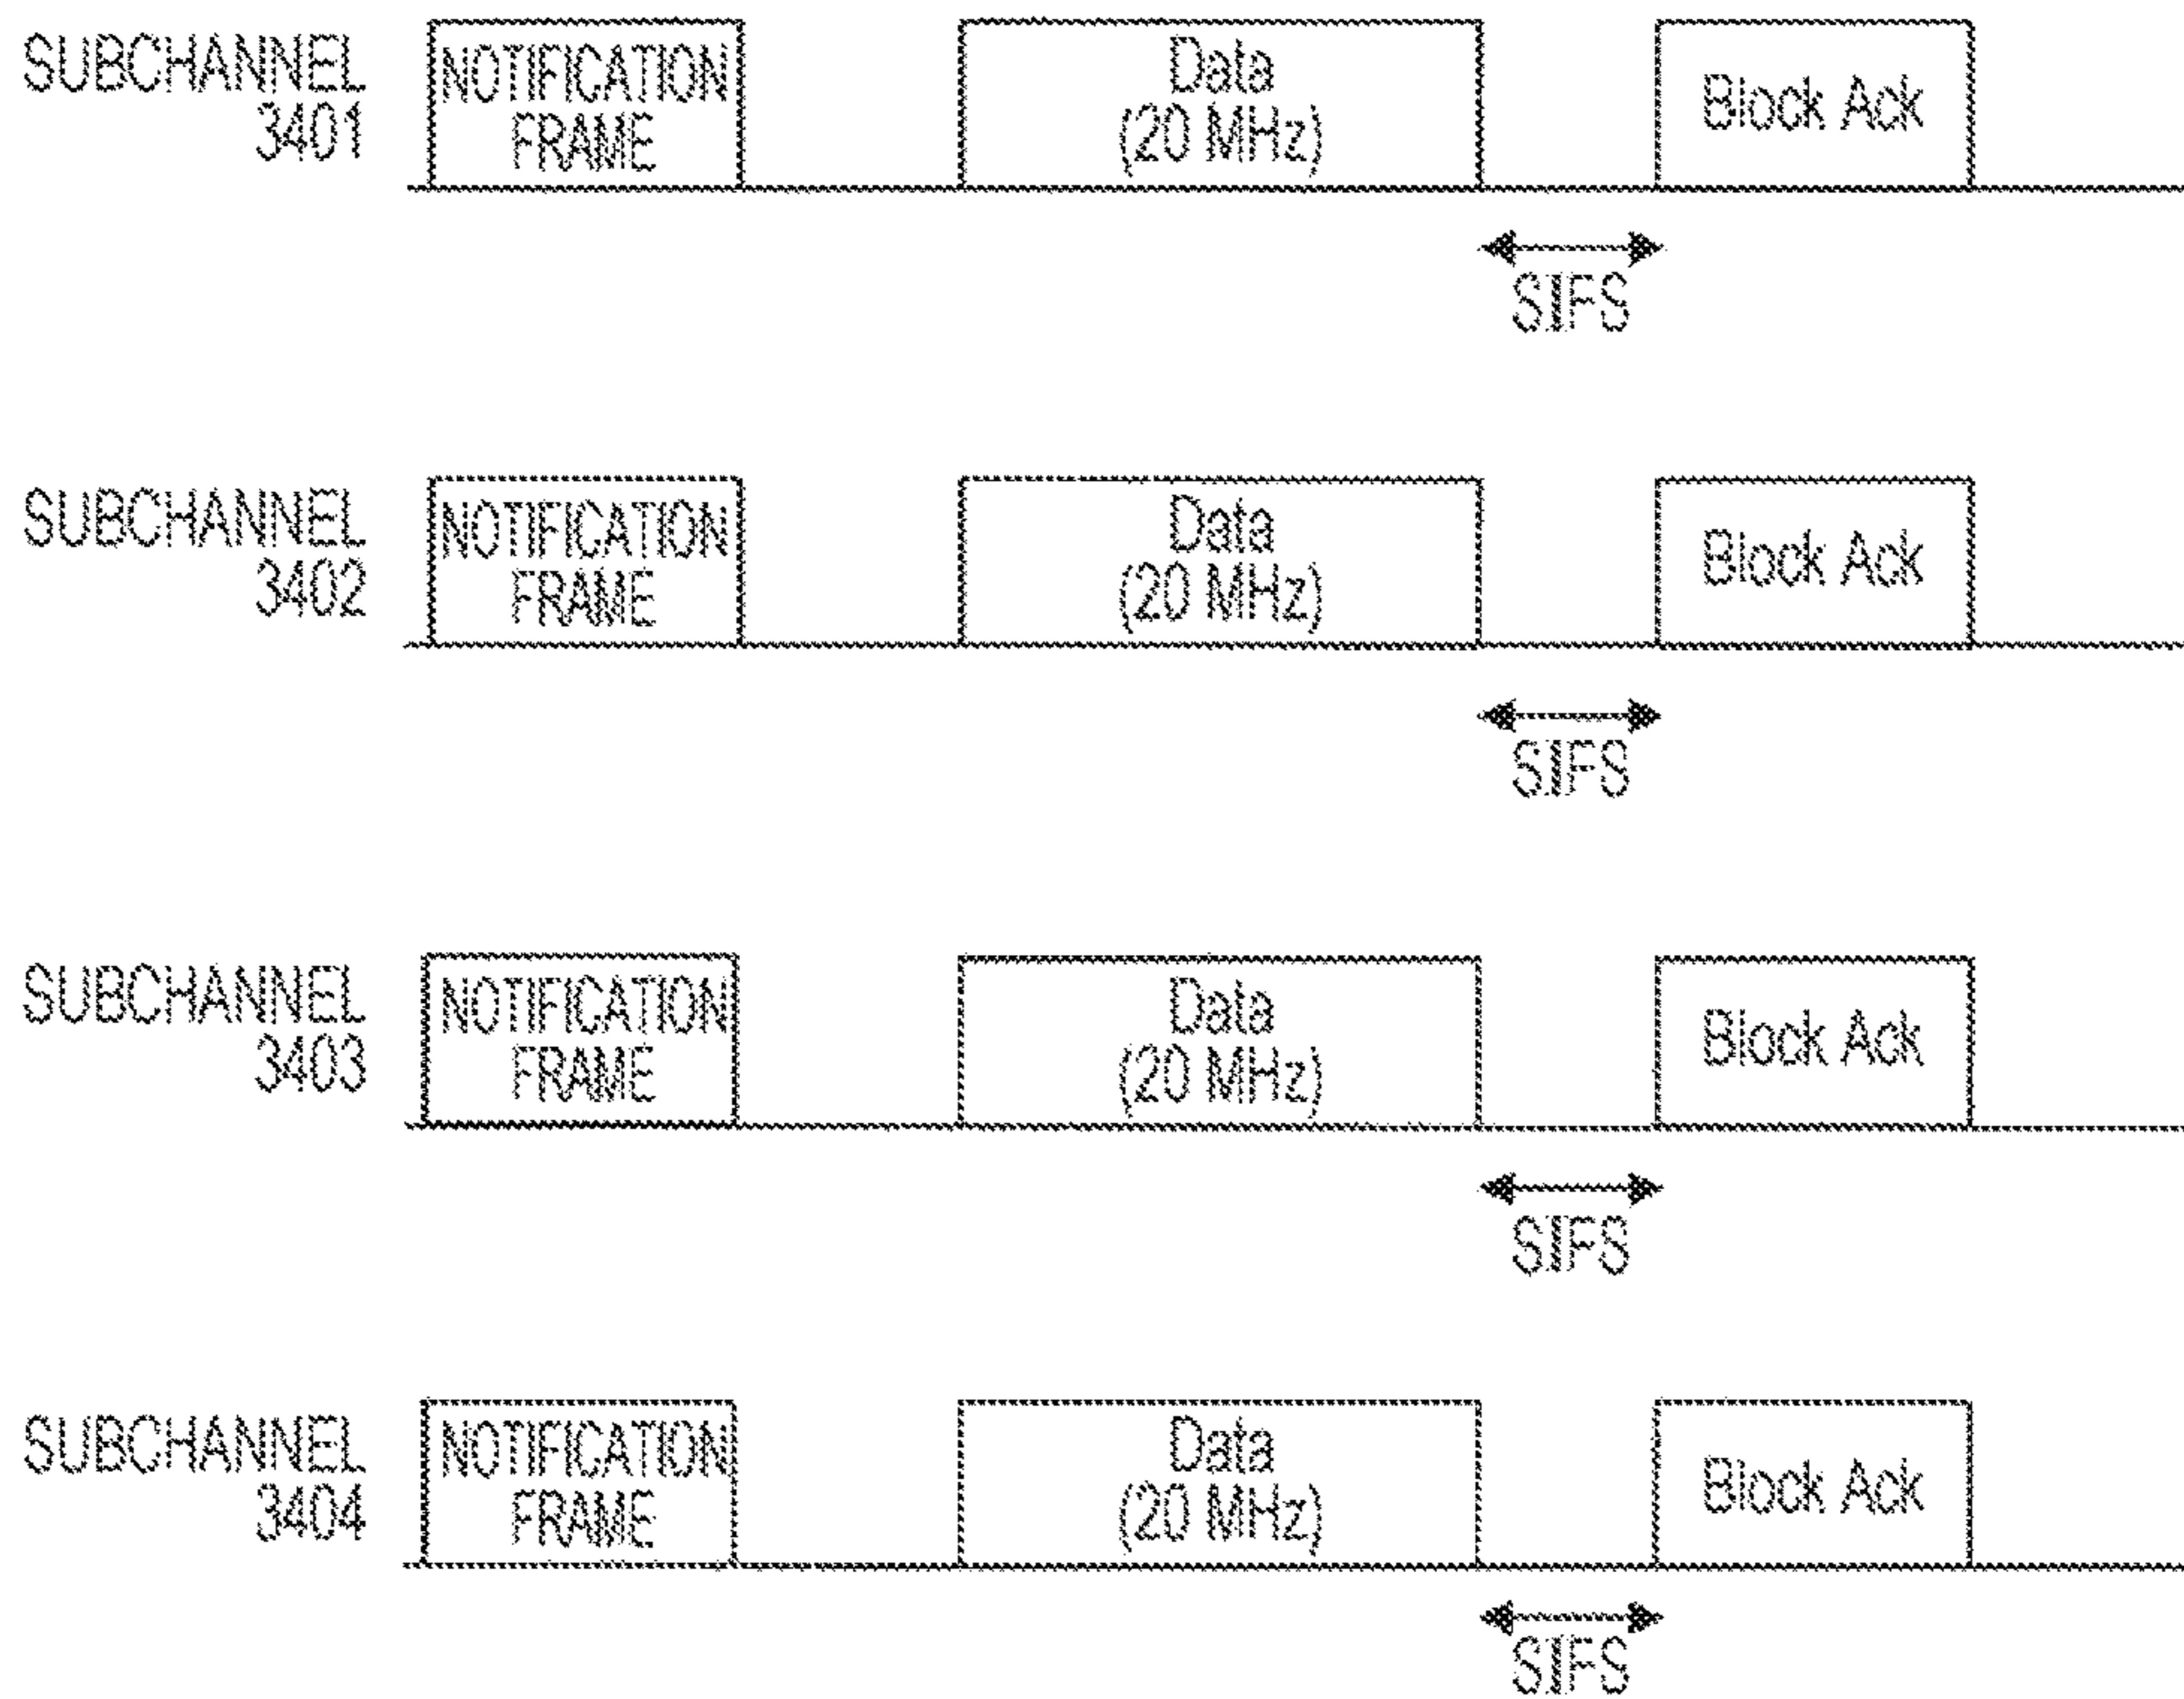 SUBCHANNEL
3401
NOTIFICATION
FRAME
Data
(20 MHz)
Block Ack
SIFS
SUBCHANNEL
3402
NOTIFICATION
FRAME
Data
(20 MHz)
Block Ack
SIFS
SUBCHANNEL
3403
NOTIFICATION
FRAME
Data
(20 MHz)
Block Ack
SIFS
SUBCHANNEL
3404
NOTIFICATION
FRAME
Data
(20 MHz)
Block Ack
SIFS